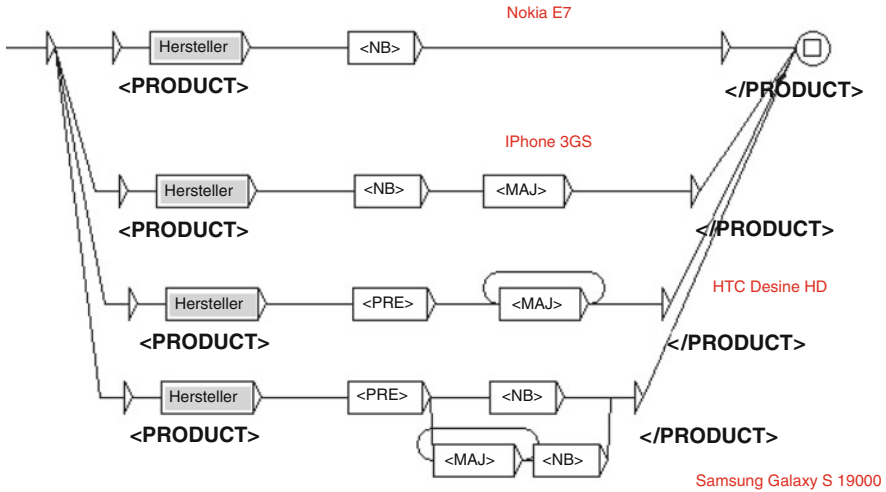 Nokia E7
Hersteller <NB>
<PRODUCT> </PRODUCT>
IPhone 3GS
Hersteller <NB> <MAJ>
<PRODUCT> </PRODUCT>
HTC Desine HD
Hersteller <PRE> <MAJ>
<PRODUCT> </PRODUCT>
Hersteller <PRE> <NB>
<PRODUCT> </PRODUCT>
<MAJ> <NB>
Samsung Galaxy S 19000